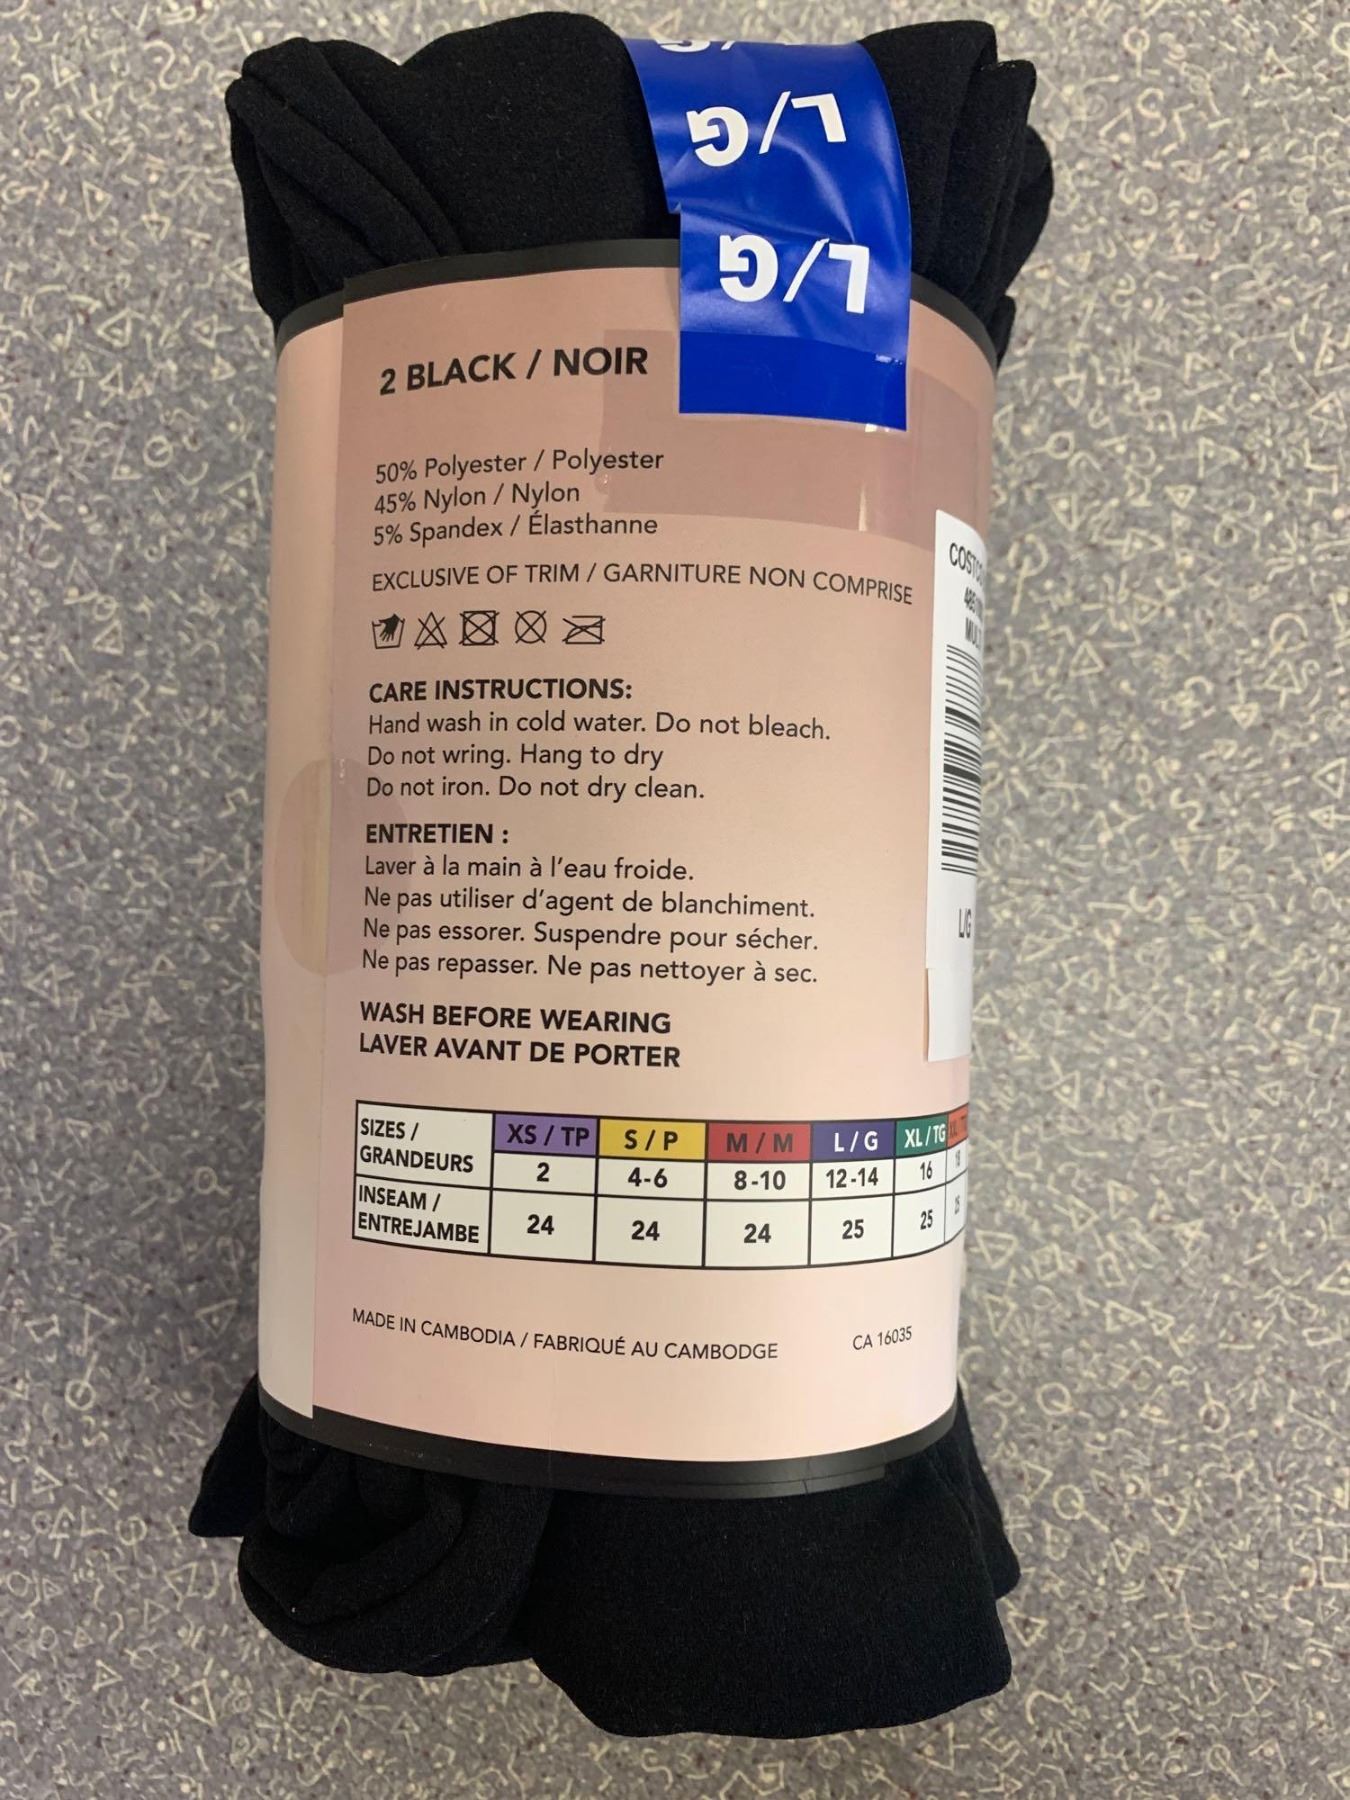 L/G
L/G
2 BLACK / NOIR
50% Polyester / Polyester
45% Nylon / Nylon
5% Spandex / Élasthanne
EXCLUSIVE OF TRIM / GARNITURE NON COMPRISE
CARE INSTRUCTIONS:
Hand wash in cold water. Do not bleach.
Do not wring. Hang to dry
Do not iron. Do not dry clean.
ENTRETIEN :
Laver à la main à l'eau froide.
Ne pas utiliser d'agent de blanchiment.
Ne pas essorer. Suspendre pour sécher.
Ne pas repasser. Ne pas nettoyer à sec.
WASH BEFORE WEARING
LAVER AVANT DE PORTER
SIZES / GRANDEURS XS / TP S / P M / M L / G XL / TG
2 4-6 8-10 12-14 16 18
INSEAM / ENTREJAMBE 24 24 24 25 25 25
MADE IN CAMBODIA / FABRIQUÉ AU CAMBODGE
CA 16035
L/G